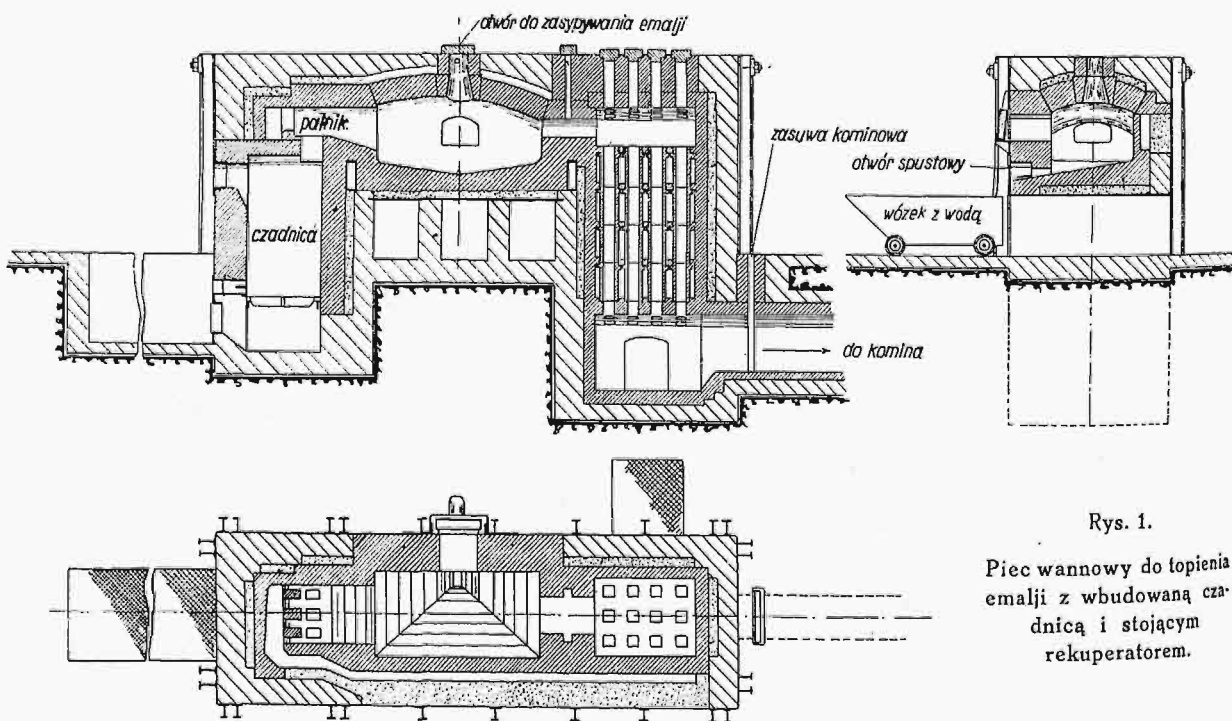 otwór do zasypywania emalji
palnik
zasuwa kominowa
otwór spustowy
wózek z wodą
czadnica
do komina
Rys. 1.
Piec wannowy do topienia
emalji z wbudowaną cza-
dnicą i stojącym
rekuperatorem.